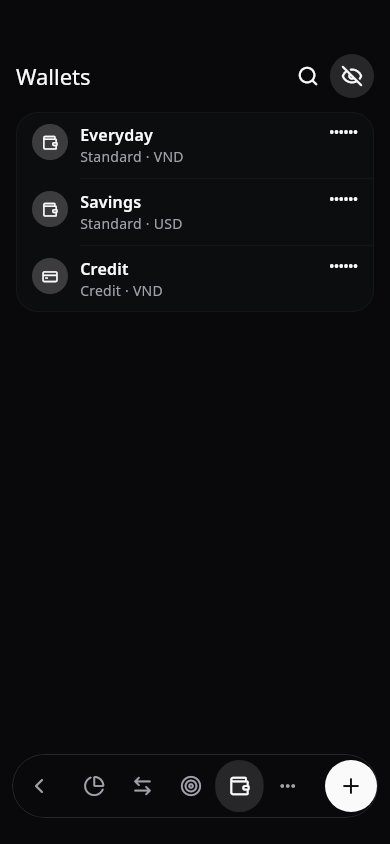 Wallets
Everyday
••••••
Standard · VND
Savings
••••••
Standard · USD
Credit
••••••
Credit · VND